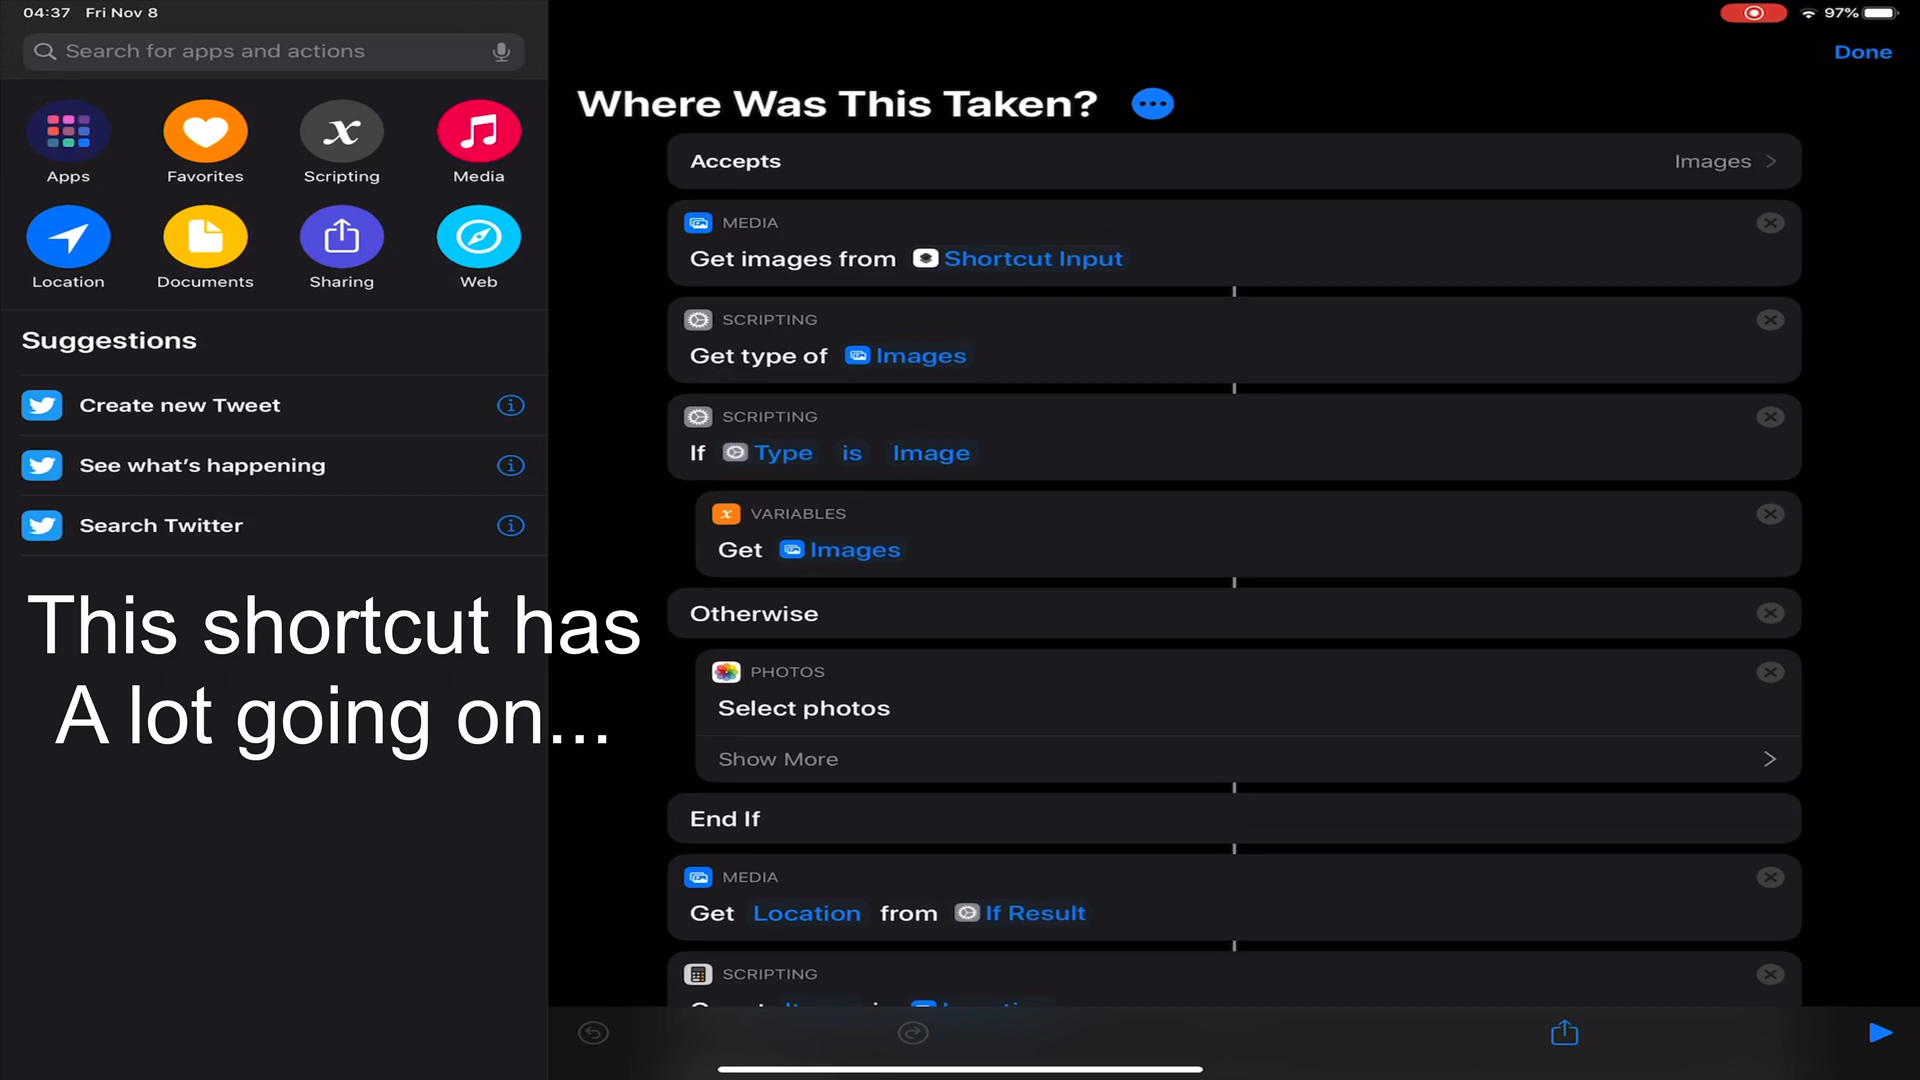 04:37 Fri Nov 8
97%
Search for apps and actions
Done
Where Was This Taken?
Apps
Favorites
Scripting
Media
Location
Documents
Sharing
Web
Suggestions
Create new Tweet
See what's happening
Search Twitter
This shortcut has
A lot going on...
Accepts
Images
MEDIA
Get images from Shortcut Input
SCRIPTING
Get type of Images
SCRIPTING
If Type is Image
VARIABLES
Get Images
Otherwise
PHOTOS
Select photos
Show More
End If
MEDIA
Get Location from If Result
SCRIPTING